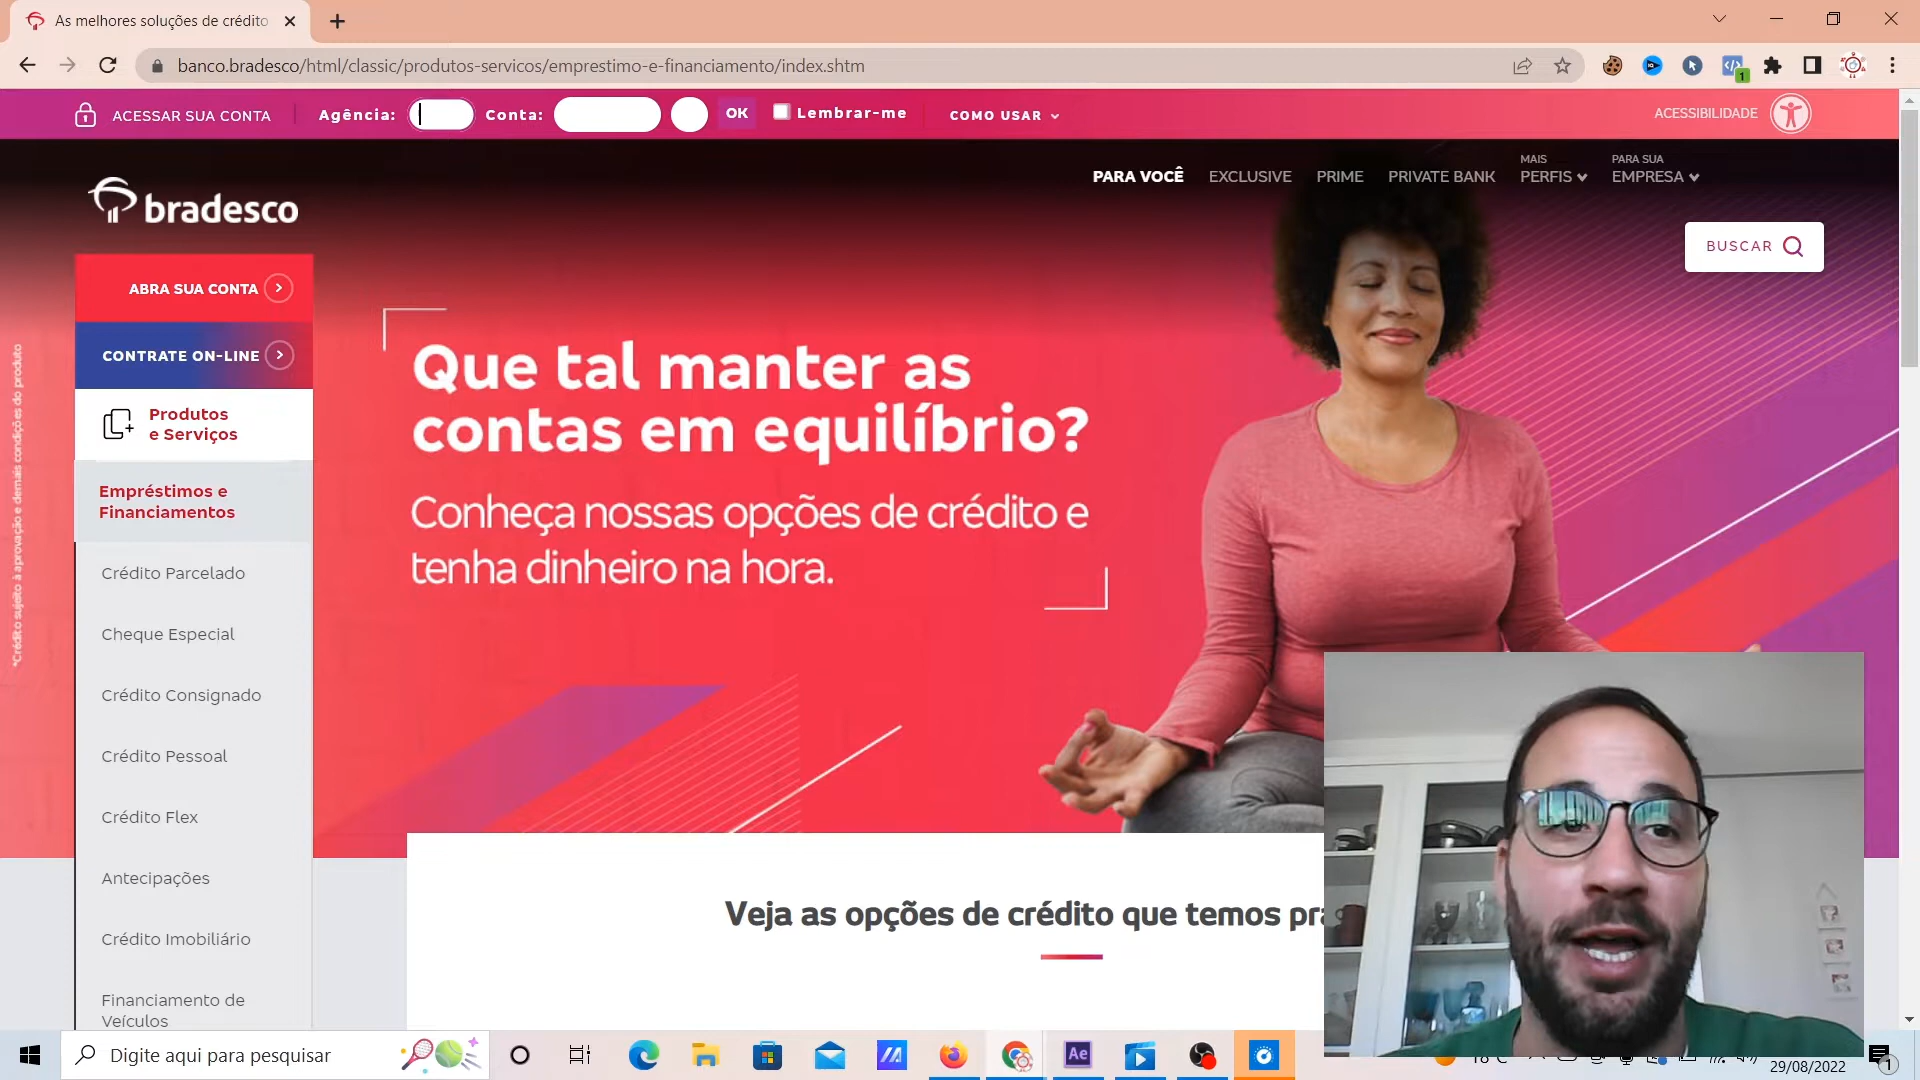 As melhores soluções de crédito
banco.bradesco/html/classic/produtos-servicos/emprestimo-e-financiamento/index.shtm
1
ACESSAR SUA CONTA
Agência:
Conta:
OK
Lembrar-me
COMO USAR
ACESSIBILIDADE
PARA VOCÊ
EXCLUSIVE
PRIME
PRIVATE BANK
MAIS
PERFIS
PARA SUA
EMPRESA
bradesco
BUSCAR
ABRA SUA CONTA
CONTRATE ON-LINE
Produtos
e Serviços
Empréstimos e
Financiamentos
Crédito Parcelado
Cheque Especial
Crédito Consignado
Crédito Pessoal
Crédito Flex
Antecipações
Crédito Imobiliário
Financiamento de
Veículos
*Crédito sujeito à aprovação e demais condições do produto
Que tal manter as
contas em equilíbrio?
Conheça nossas opções de crédito e
tenha dinheiro na hora.
Veja as opções de crédito que temos
Digite aqui para pesquisar
Ae
29/08/2022
1